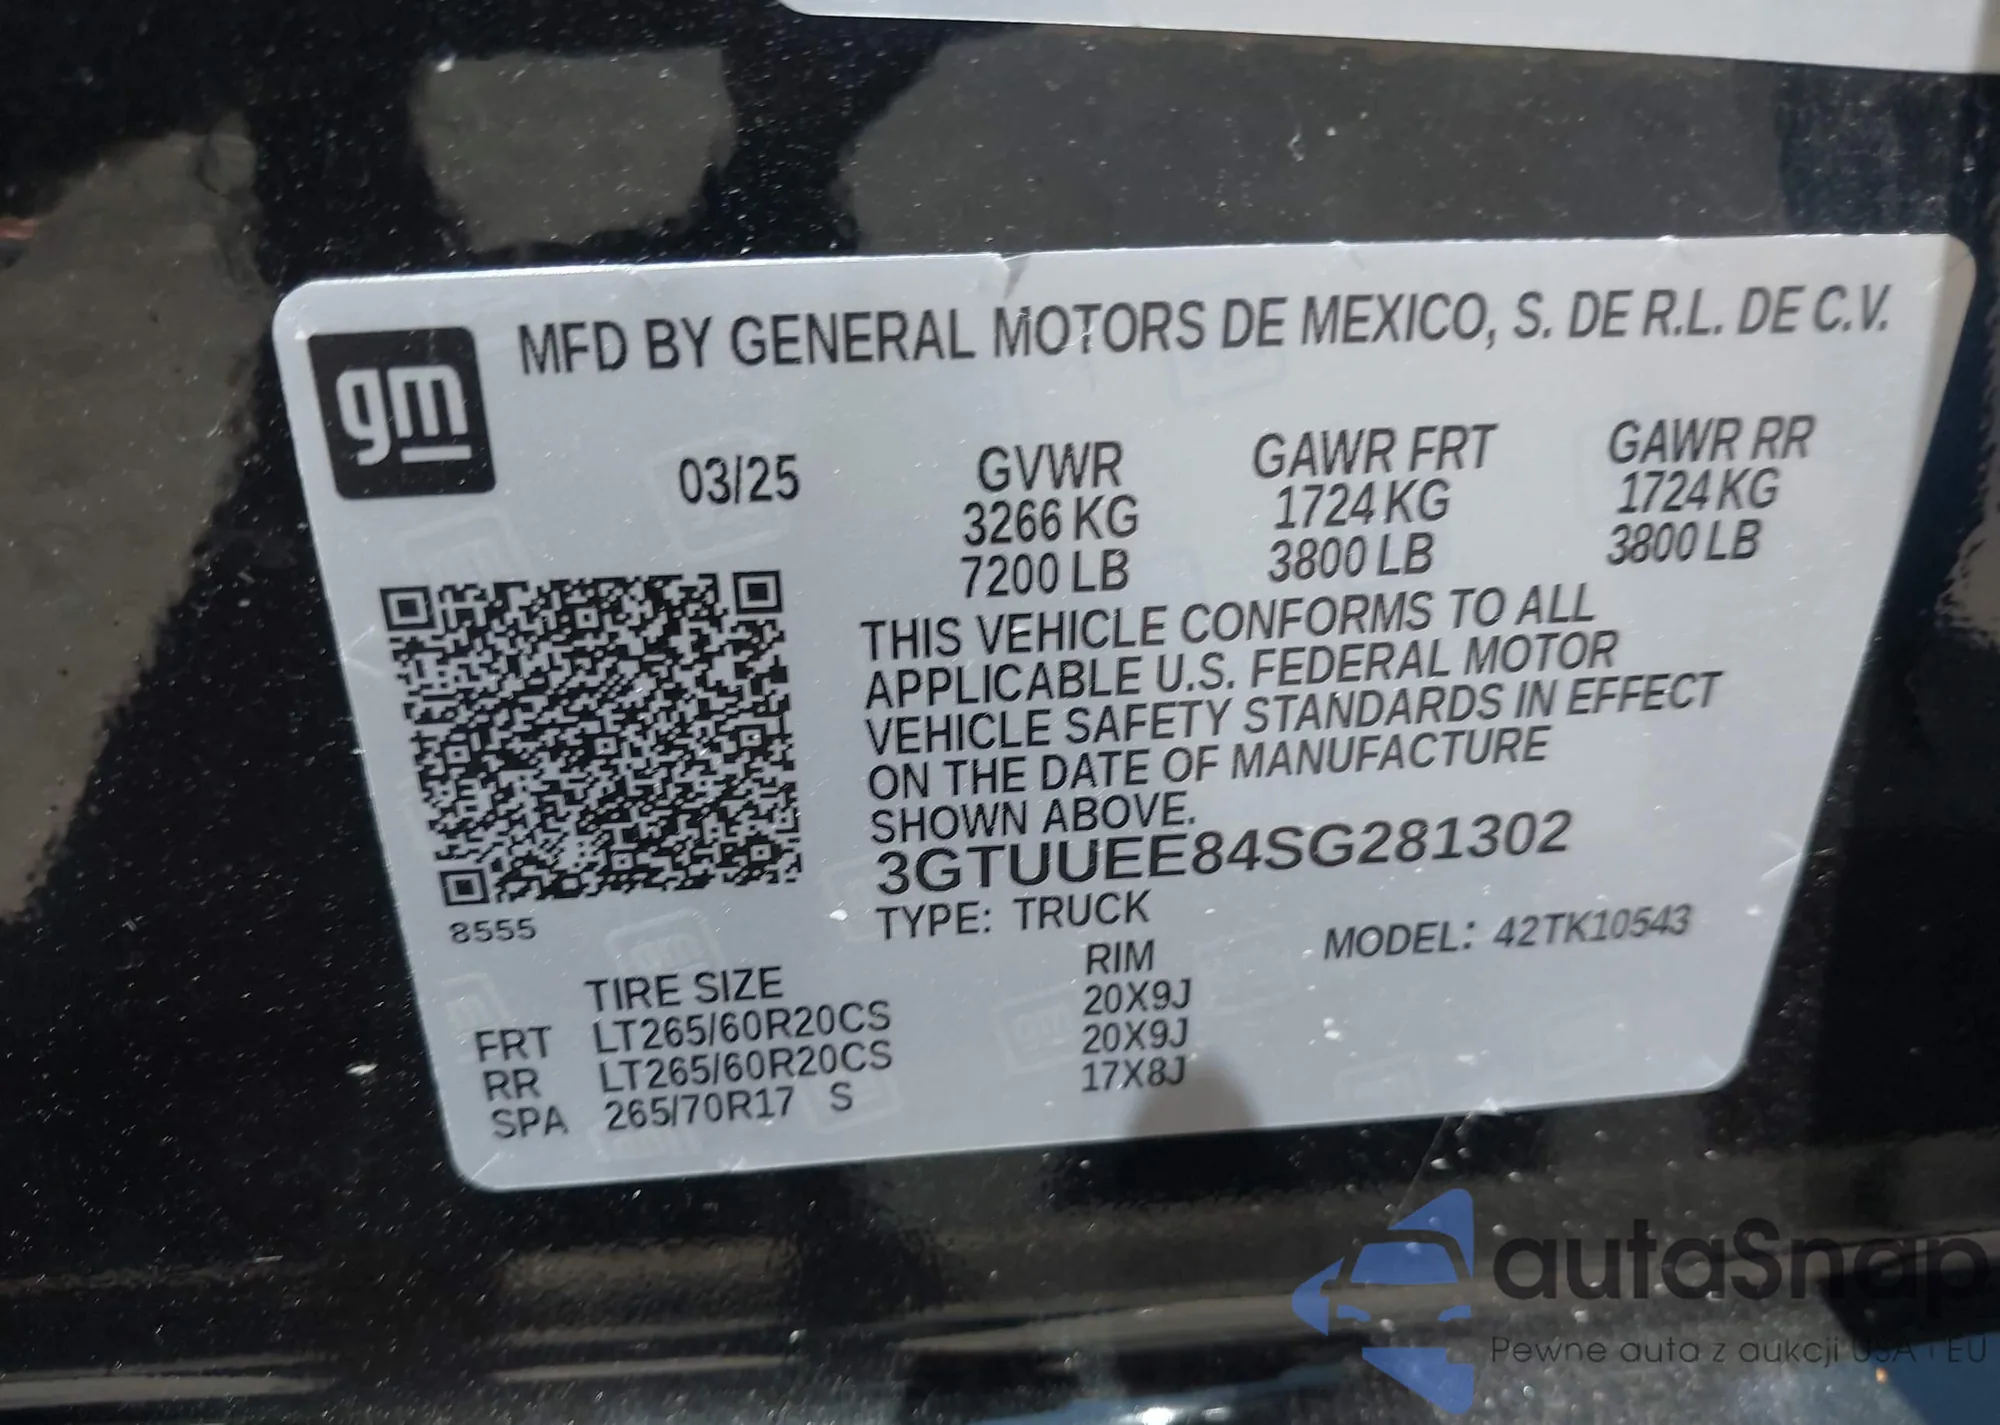 gm
MFD BY GENERAL MOTORS DE MEXICO, S. DE R.L. DE C.V.
03/25
GVWR GAWR FRT GAWR RR
3266 KG 1724 KG 1724 KG
7200 LB 3800 LB 3800 LB
THIS VEHICLE CONFORMS TO ALL
APPLICABLE U.S. FEDERAL MOTOR
VEHICLE SAFETY STANDARDS IN EFFECT
ON THE DATE OF MANUFACTURE
SHOWN ABOVE.
3GTUUEE84SG281302
8555
TYPE: TRUCK MODEL: 42TK10543
TIRE SIZE RIM
FRT LT265/60R20CS 20X9J
RR LT265/60R20CS 20X9J
SPA 265/70R17 S 17X8J
autaSnap
Pewne auta z aukcji USA i EU